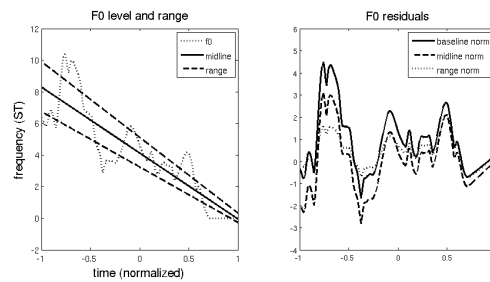 F0 level and range
12
10
8
6
4
2
0
-2
-1
-0.5
0
0.5
1
frequency (ST)
time (normalized)
f0
midline
range
F0 residuals
6
5
4
3
2
1
0
-1
-2
-3
-4
-1
-0.5
0
0.5
baseline norm
midline norm
range norm